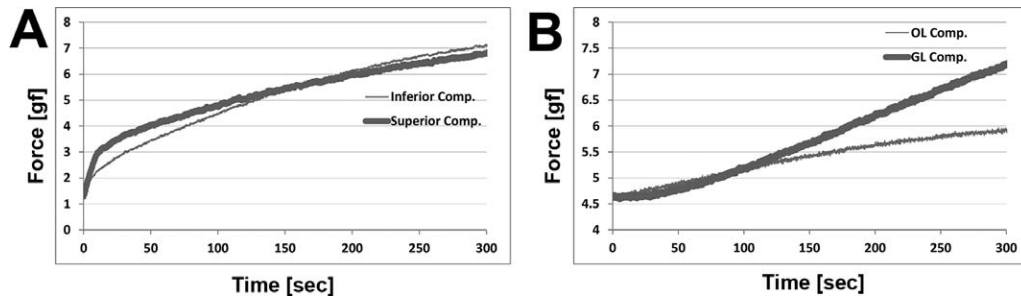 A
8
7
6
5
4
3
2
1
0
0 50 100 150 200 250 300
Force [gf]
Time [sec]
Inferior Comp.
Superior Comp.
B
8
7.5
7
6.5
6
5.5
5
4.5
4
0 50 100 150 200 250 300
Force [gf]
Time [sec]
OL Comp.
GL Comp.